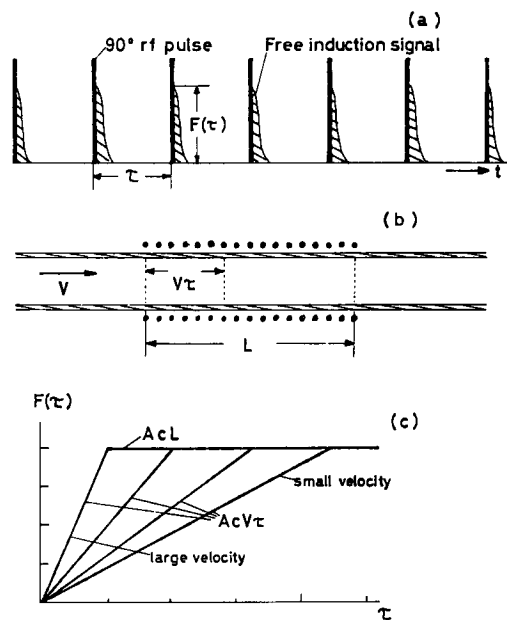 (a)
90° rf pulse
Free induction signal
F(τ)
τ
t
(b)
V
Vτ
L
F(τ)
(c)
AcL
small velocity
AcVτ
large velocity
τ